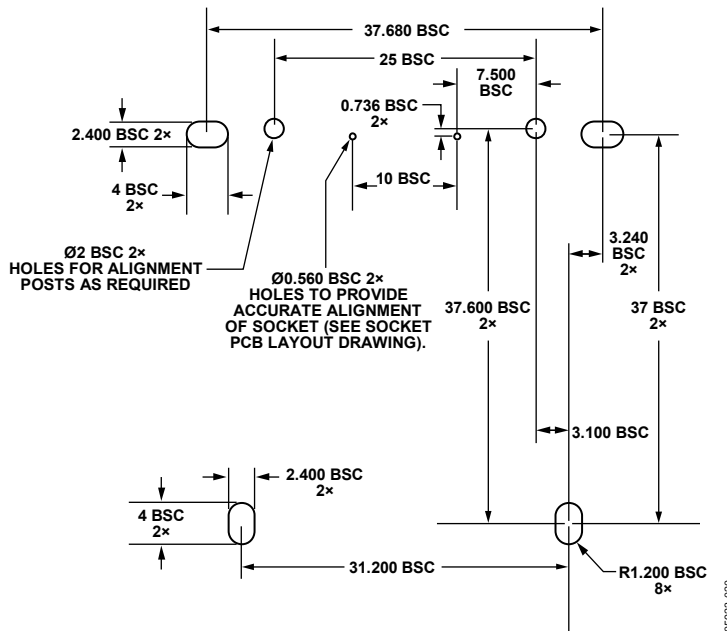 37.680 BSC
25 BSC
7.500
BSC
0.736 BSC
2×
2.400 BSC 2×
4 BSC
2×
10 BSC
Ø2 BSC 2×
HOLES FOR ALIGNMENT
POSTS AS REQUIRED
Ø0.560 BSC 2×
HOLES TO PROVIDE
ACCURATE ALIGNMENT
OF SOCKET (SEE SOCKET
PCB LAYOUT DRAWING).
3.240
BSC
2×
37.600 BSC
2×
37 BSC
2×
3.100 BSC
2.400 BSC
2×
4 BSC
2×
31.200 BSC
R1.200 BSC
8×